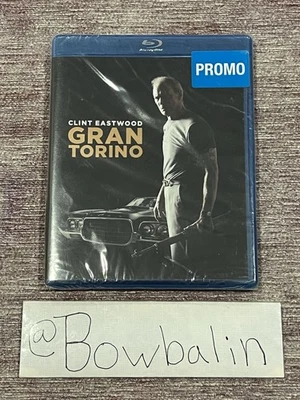 PROMO
CLINT EASTWOOD
GRAN
TORINO
@Bowbalin